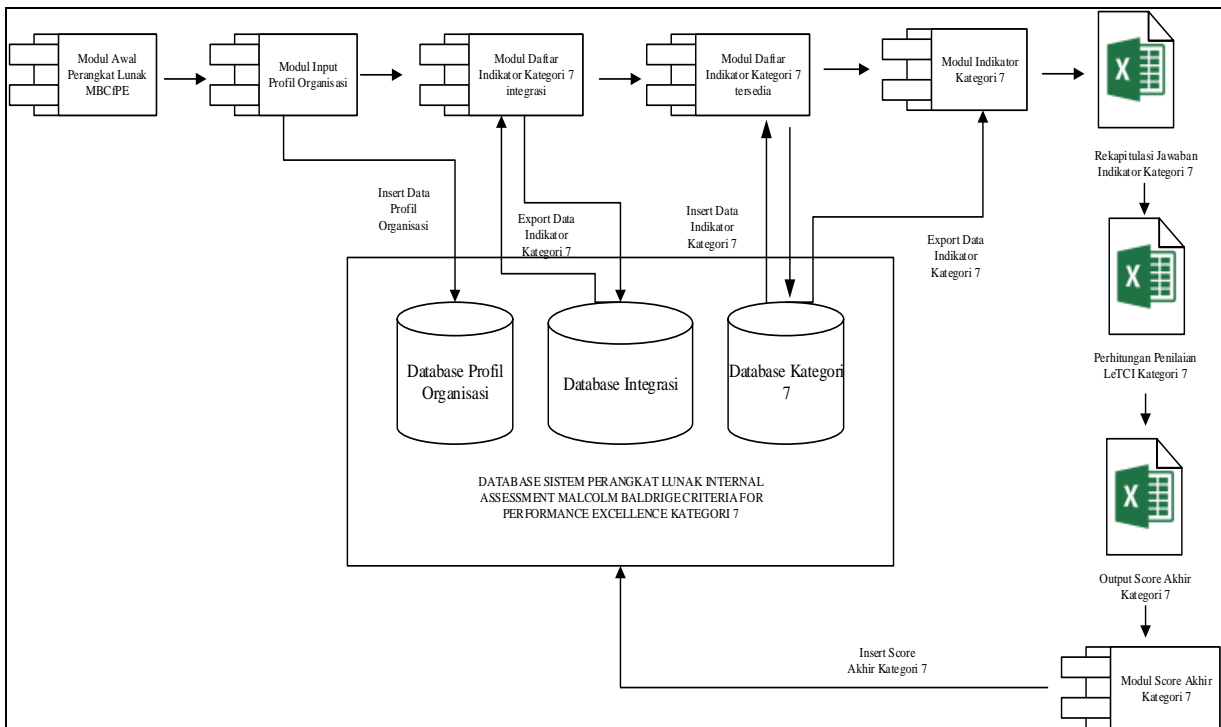 Modul Awal
Perangkat Lunak
MBCfPE
Modul Input
Profil Organisasi
Modul Daftar
Indikator Kategori 7
integrasi
Modul Daftar
Indikator Kategori 7
tersedia
Modul Indikator
Kategori 7
X
Rekapitulasi Jawaban
Indikator Kategori 7
Insert Data
Profil
Organisasi
Export Data
Indikator
Kategori 7
Insert Data
Indikator
Kategori 7
Export Data
Indikator
Kategori 7
X
Perhitungan Penilaian
LeTCI Kategori 7
Database Profil
Organisasi
Database Integrasi
Database Kategori
7
DATABASE SISTEM PERANGKAT LUNAK INTERNAL
ASSESSMENT MALCOLM BALDRIGE CRITERIA FOR
PERFORMANCE EXCELLENCE KATEGORI 7
X
Output Score Akhir
Kategori 7
Insert Score
Akhir Kategori 7
Modul Score Akhir
Kategori 7